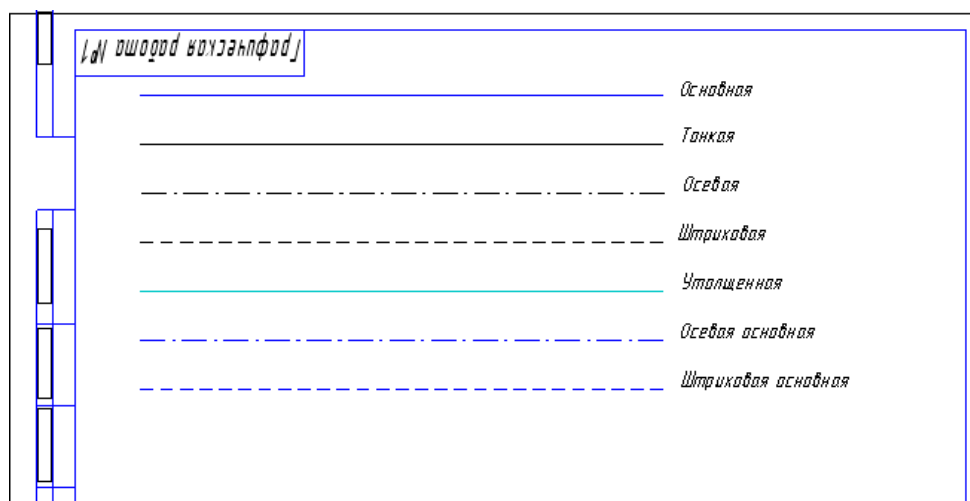 Графическая работа №1
Основная
Тонкая
Осевая
Штриховая
Утолщенная
Осевая основная
Штриховая основная